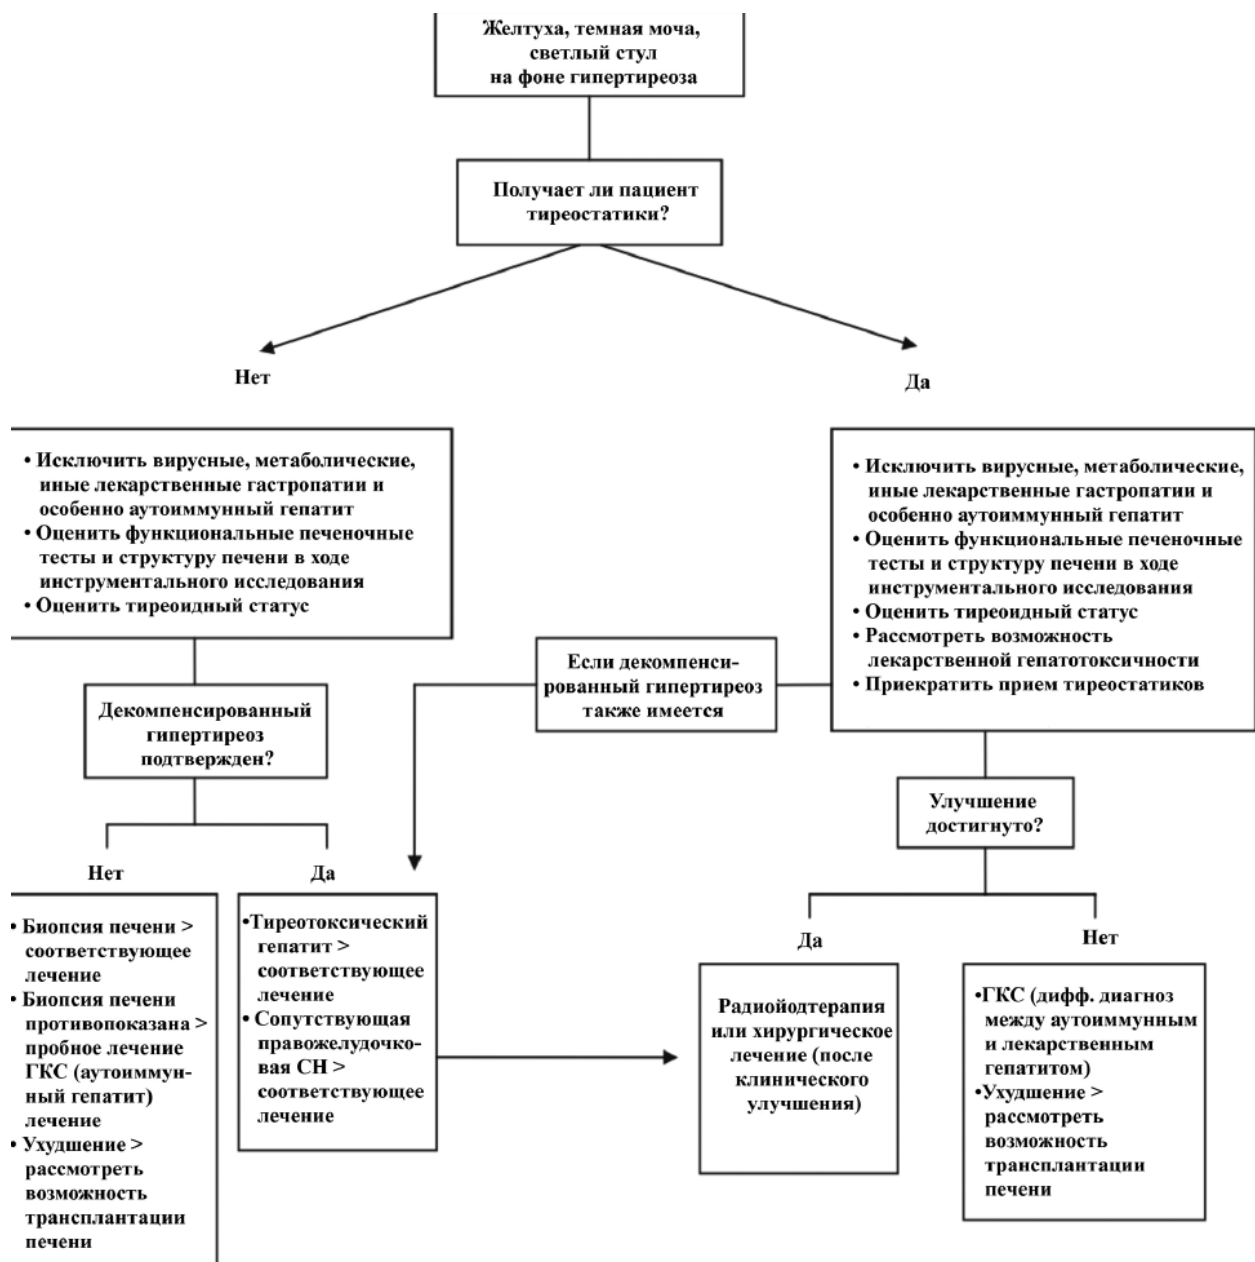 Желтуха, темная моча,
светлый стул
на фоне гипертиреоза
Получает ли пациент
тиреостатики?
Нет
Да
• Исключить вирусные, метаболические,
иные лекарственные гастропатии и
особенно аутоиммунный гепатит
• Оценить функциональные печеночные
тесты и структуру печени в ходе
инструментального исследования
• Оценить тиреоидный статус
• Исключить вирусные, метаболические,
иные лекарственные гастропатии и
особенно аутоиммунный гепатит
• Оценить функциональные печеночные
тесты и структуру печени в ходе
инструментального исследования
• Оценить тиреоидный статус
• Рассмотреть возможность
лекарственной гепатотоксичности
• Приекратить прием тиреостатиков
Если декомпенси-
рованный гипертиреоз
также имеется
Декомпенсированный
гипертиреоз
подтвержден?
Улучшение
достигнуто?
Нет
Да
• Биопсия печени >
соответствующее
лечение
• Биопсия печени
противопоказана >
пробное лечение
ГКС (аутоиммун-
ный гепатит)
лечение
• Ухудшение >
рассмотреть
возможность
трансплантации
печени
•Тиреотоксический
гепатит >
соответствующее
лечение
• Сопутствующая
правожелудочко-
вая СН >
соответствующее
лечение
Да
Нет
Радиойодтерапия
или хирургическое
лечение (после
клинического
улучшения)
•ГКС (дифф. диагноз
между аутоиммунным
и лекарственным
гепатитом)
•Ухудшение >
рассмотреть
возможность
трансплантации
печени